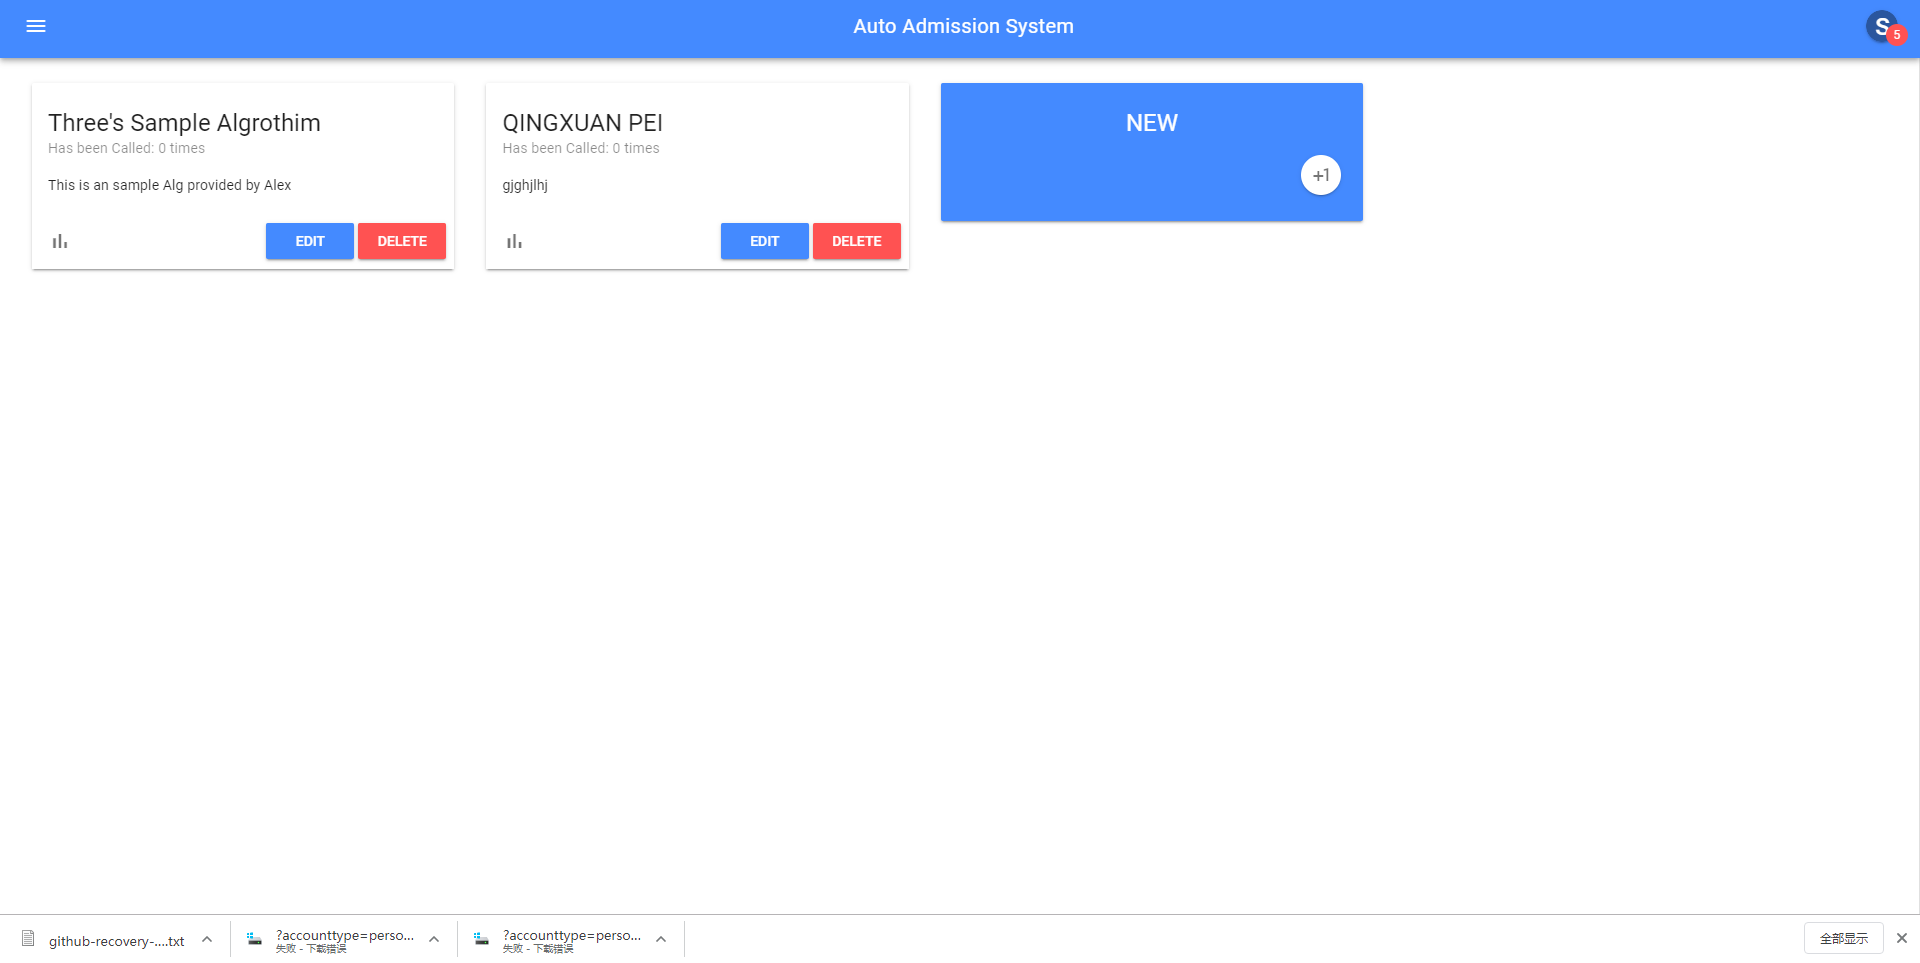 Auto Admission System
S
5
Three's Sample Algrothim
Has been Called: 0 times
This is an sample Alg provided by Alex
EDIT
DELETE
QINGXUAN PEI
Has been Called: 0 times
gjghjlhj
EDIT
DELETE
NEW
+1
github-recovery-....txt
?accounttype=perso...
失败 - 下载错误
?accounttype=perso...
失败 - 下载错误
全部显示